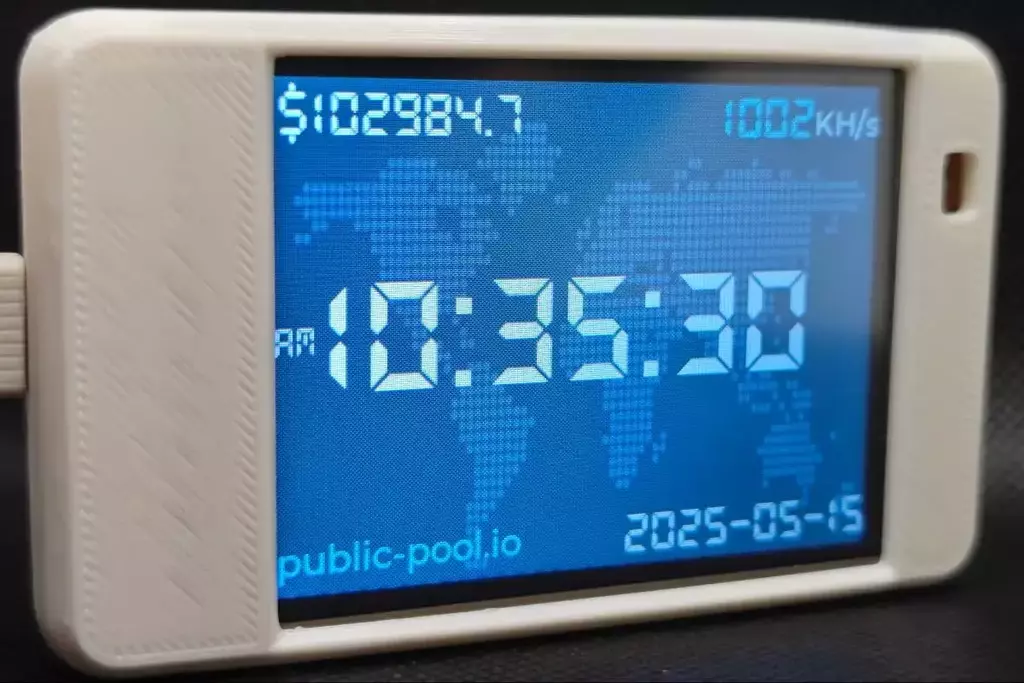 $102984.7 1002KH/s
AM 10:35:30
public-pool.io 2025-05-15